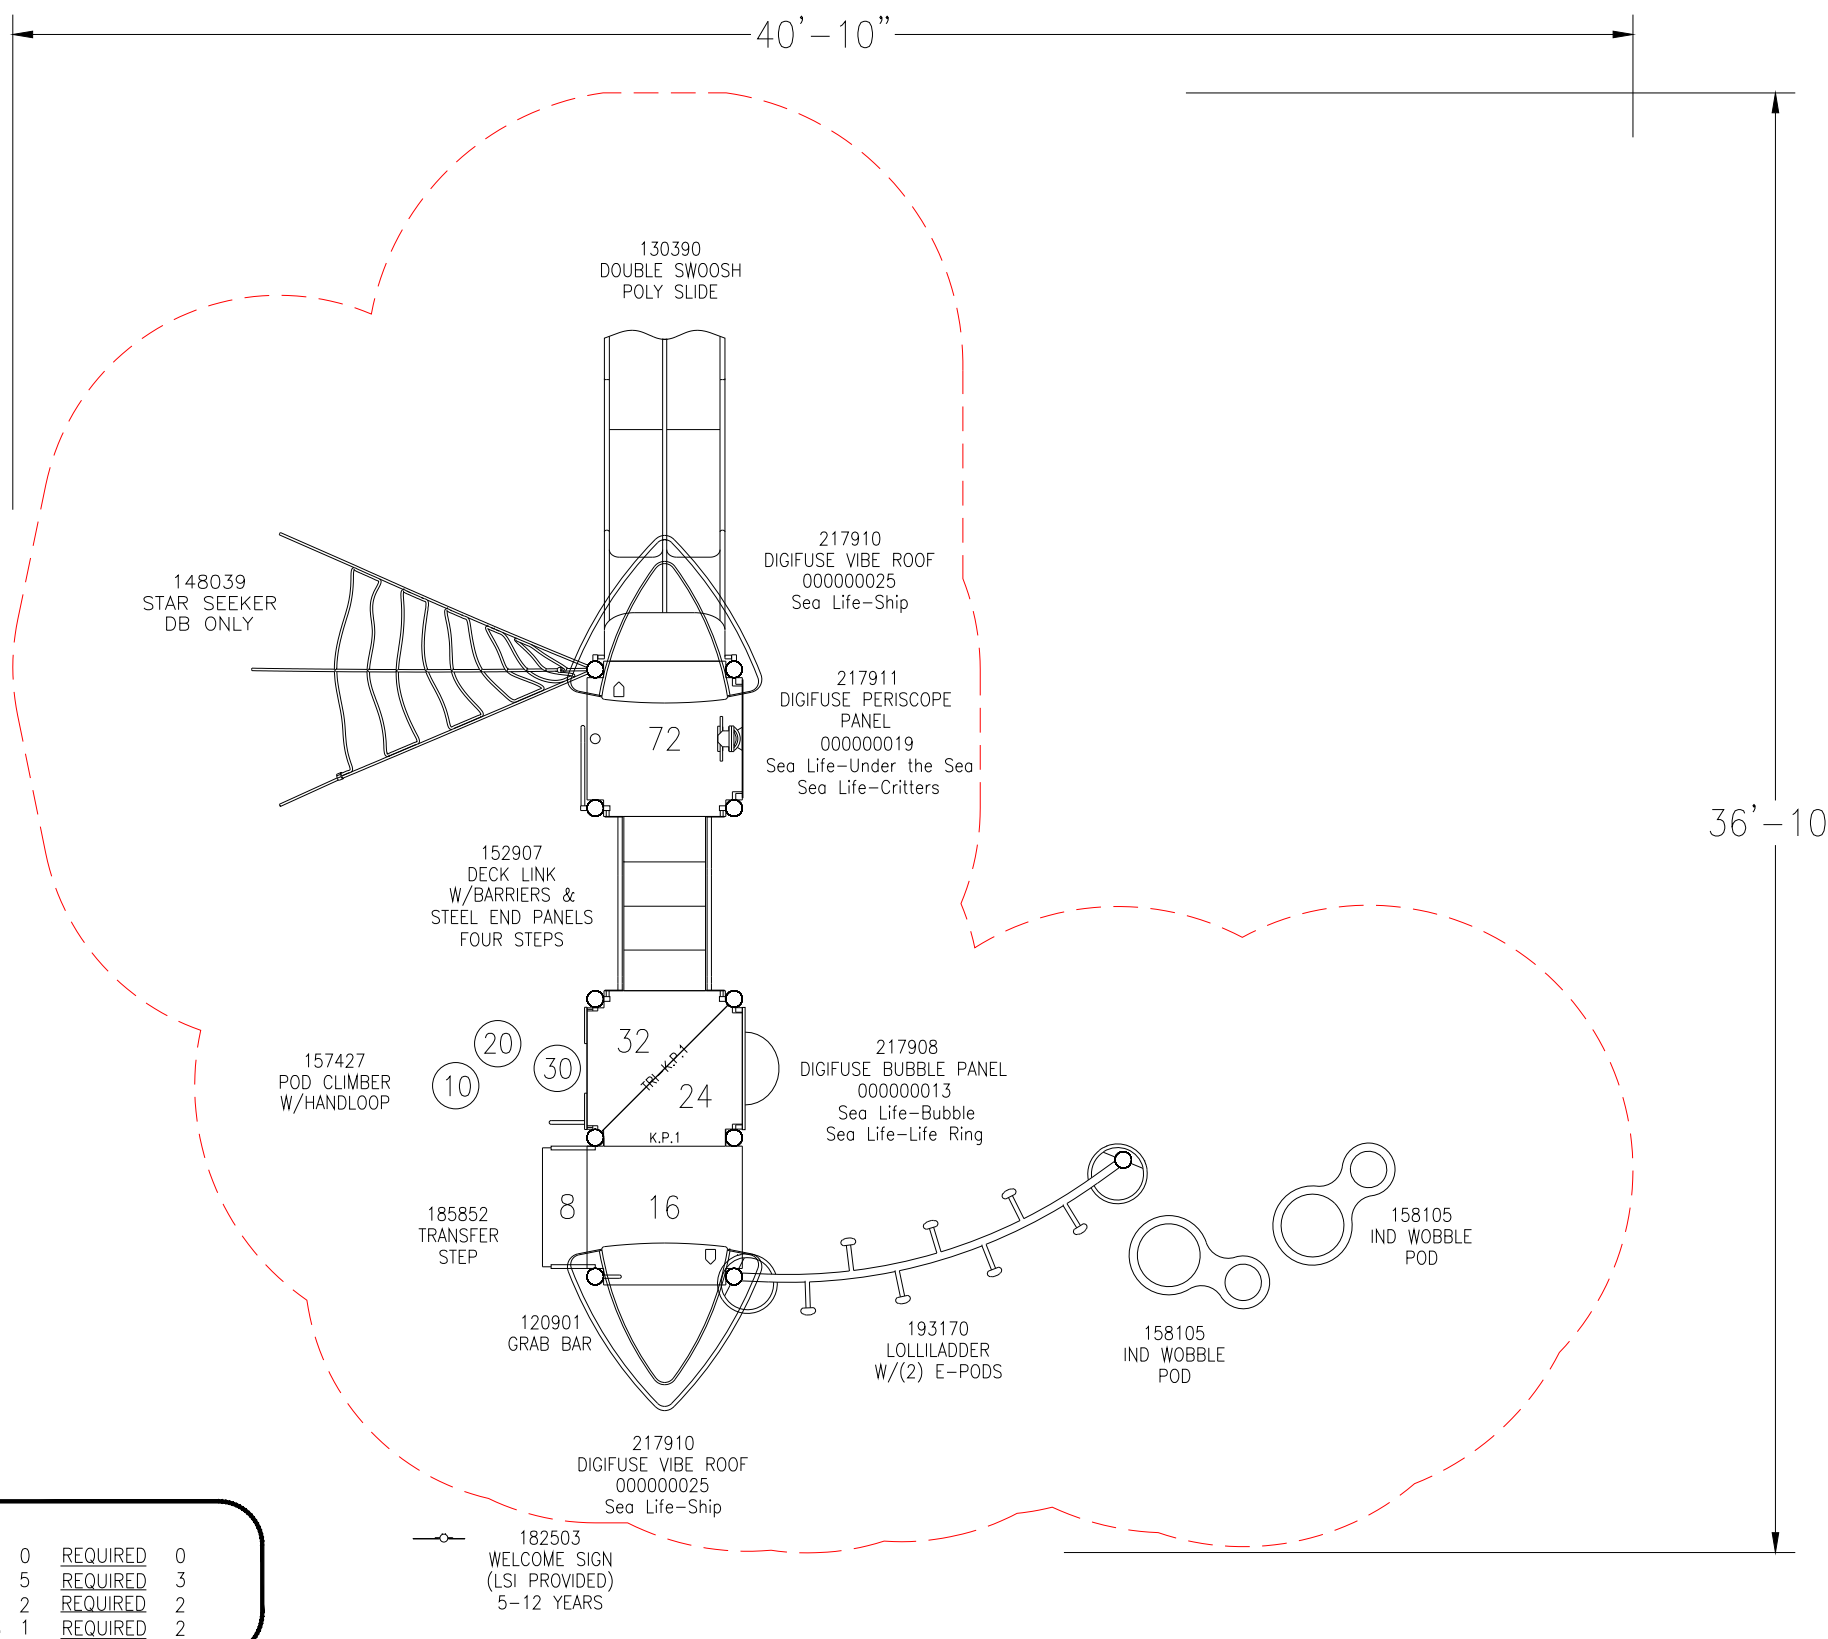 40'-10"
130390
DOUBLE SWOOSH
POLY SLIDE
217910
DIGIFUSE VIBE ROOF
000000025
Sea Life-Ship
148039
STAR SEEKER
DB ONLY
217911
DIGIFUSE PERISCOPE
PANEL
000000019
Sea Life-Under the Sea
Sea Life-Critters
72
36'-10
152907
DECK LINK
W/BARRIERS &
STEEL END PANELS
FOUR STEPS
32
TRI K.P.1
24
K.P.1
20
30
10
157427
POD CLIMBER
W/HANDLOOP
217908
DIGIFUSE BUBBLE PANEL
000000013
Sea Life-Bubble
Sea Life-Life Ring
8
16
185852
TRANSFER
STEP
158105
IND WOBBLE
POD
120901
GRAB BAR
193170
LOLLILADDER
W/(2) E-PODS
158105
IND WOBBLE
POD
217910
DIGIFUSE VIBE ROOF
000000025
Sea Life-Ship
182503
WELCOME SIGN
(LSI PROVIDED)
5-12 YEARS
0 REQUIRED 0
5 REQUIRED 3
2 REQUIRED 2
1 REQUIRED 2